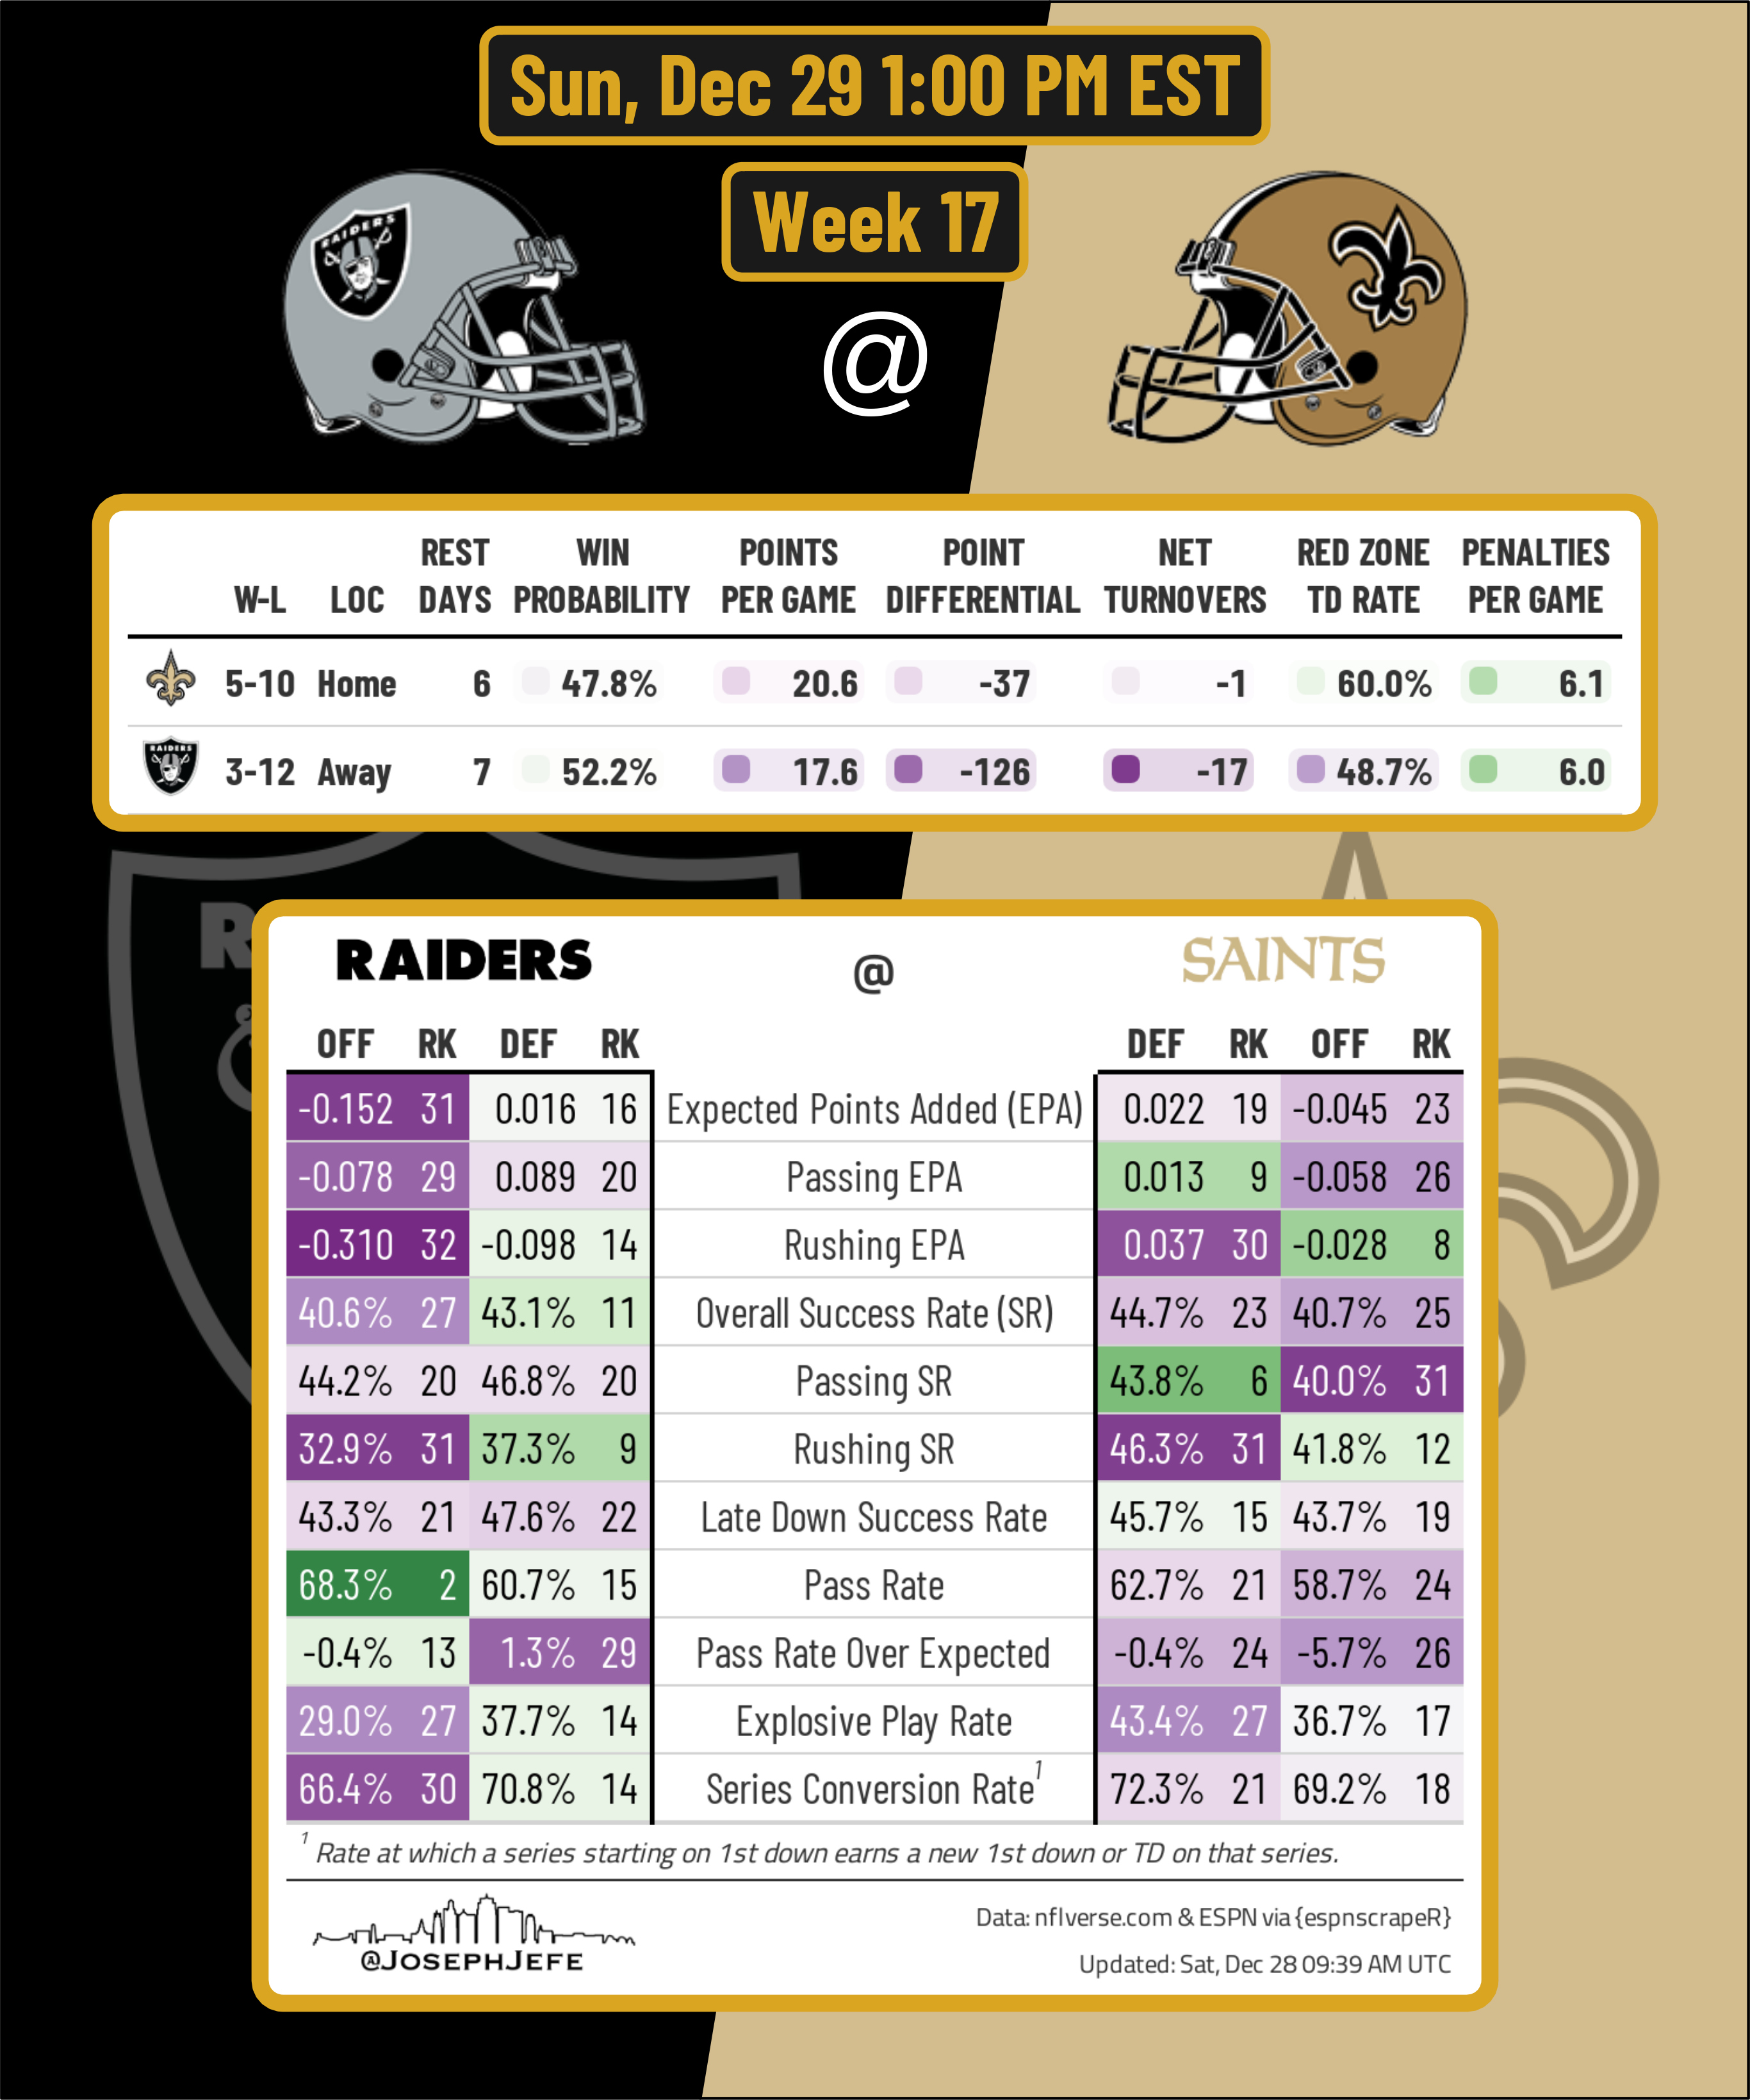 Sun, Dec 29 1:00 PM EST
Week 17
RAIDERS
@
REST WIN POINTS POINT NET RED ZONE PENALTIES
W-L LOC DAYS PROBABILITY PER GAME DIFFERENTIAL TURNOVERS TD RATE PER GAME
5-10 Home 6 47.8% 20.6 -37 -1 60.0% 6.1
RAIDERS 3-12 Away 7 52.2% 17.6 -126 -17 48.7% 6.0
R
RAIDERS @ SAINTS
OFF RK DEF RK DEF RK OFF RK
-0.152 31 0.016 16 Expected Points Added (EPA) 0.022 19 -0.045 23
-0.078 29 0.089 20 Passing EPA 0.013 9 -0.058 26
-0.310 32 -0.098 14 Rushing EPA 0.037 30 -0.028 8
40.6% 27 43.1% 11 Overall Success Rate (SR) 44.7% 23 40.7% 25
44.2% 20 46.8% 20 Passing SR 43.8% 6 40.0% 31
32.9% 31 37.3% 9 Rushing SR 46.3% 31 41.8% 12
43.3% 21 47.6% 22 Late Down Success Rate 45.7% 15 43.7% 19
68.3% 2 60.7% 15 Pass Rate 62.7% 21 58.7% 24
-0.4% 13 1.3% 29 Pass Rate Over Expected -0.4% 24 -5.7% 26
29.0% 27 37.7% 14 Explosive Play Rate 43.4% 27 36.7% 17
66.4% 30 70.8% 14 Series Conversion Rate¹ 72.3% 21 69.2% 18
¹ Rate at which a series starting on 1st down earns a new 1st down or TD on that series.
@JOSEPHJEFE
Data: nflverse.com & ESPN via {espnscrapeR}
Updated: Sat, Dec 28 09:39 AM UTC